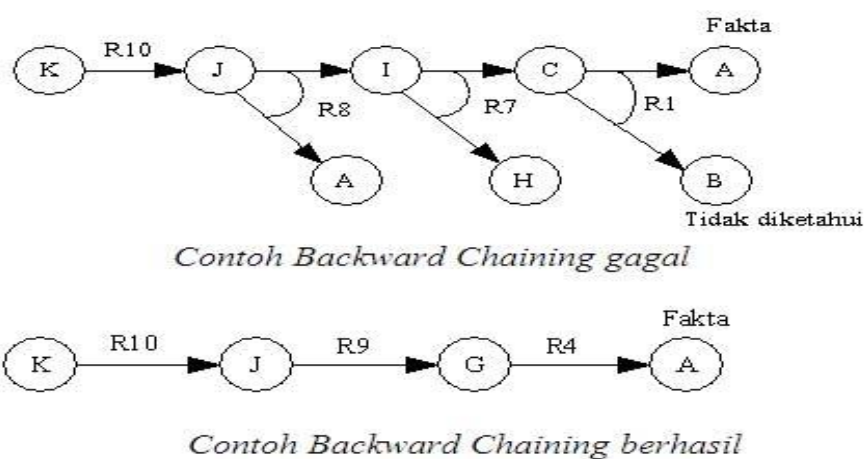 Fakta
K R10 J I C A
R8 R7 R1
A H B
Tidak diketahui
Contoh Backward Chaining gagal
Fakta
K R10 J R9 G R4 A
Contoh Backward Chaining berhasil